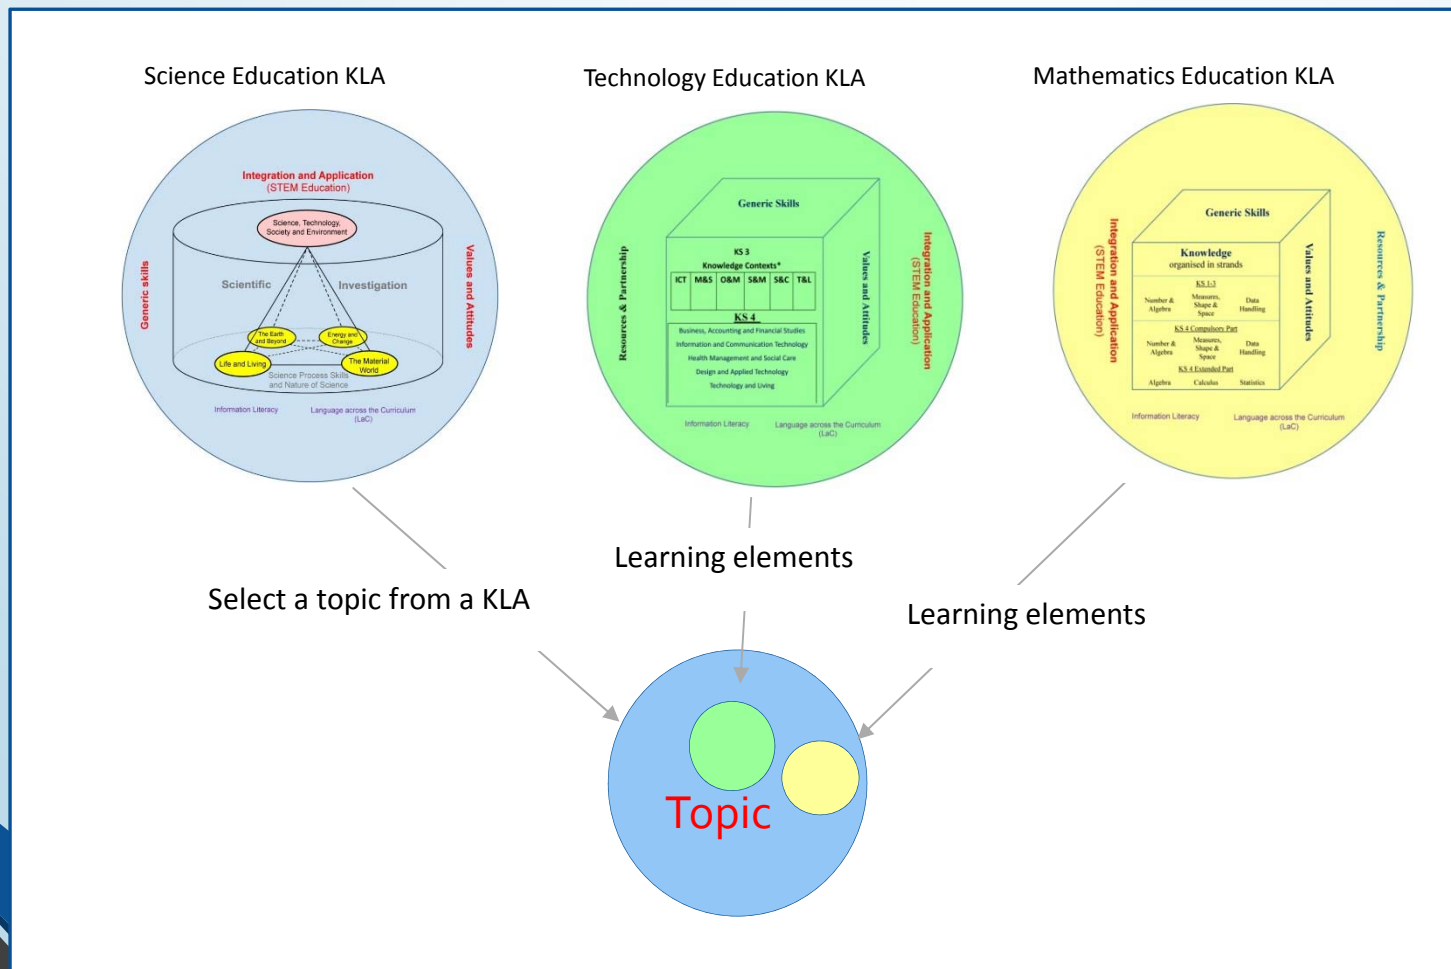 Science Education KLA
Integration and Application
(STEM Education)
Science, Technology,
Society and Environment
Scientific
Investigation
Generic skills
Values and Attitudes
The Earth
and Beyond
Energy and
Change
Life and Living
The Material
World
Science Process Skills
and Nature of Science
Information Literacy
Language across the Curriculum
(LaC)
Technology Education KLA
Generic Skills
Resources & Partnership
KS 3
Knowledge Contexts*
ICT M&S O&M S&M S&C T&L
KS 4
Business, Accounting and Financial Studies
Information and Communication Technology
Health Management and Social Care
Design and Applied Technology
Technology and Living
Values and Attitudes
Integration and Application
(STEM Education)
Information Literacy
Language across the Curriculum
(LaC)
Mathematics Education KLA
Integration and Application
(STEM Education)
Generic Skills
Knowledge
organised in strands
KS 1-3
Number &
Algebra
Measures,
Shape &
Space
Data
Handling
KS 4 Compulsory Part
Number &
Algebra
Measures,
Shape &
Space
Data
Handling
KS 4 Extended Part
Algebra
Calculus
Statistics
Values and Attitudes
Resources & Partnership
Information Literacy
Language across the Curriculum
(LaC)
Select a topic from a KLA
Learning elements
Learning elements
Topic